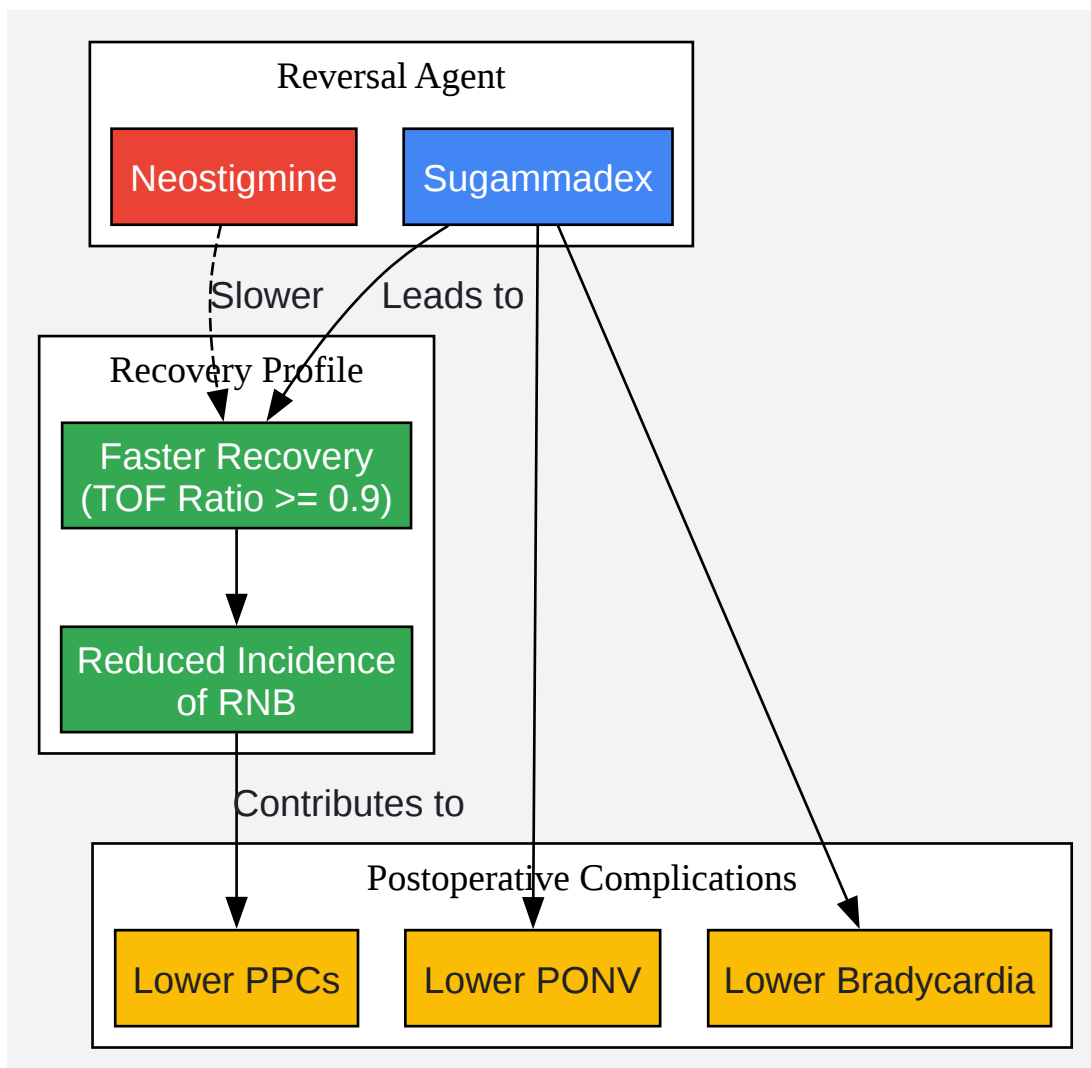 Reversal Agent
Neostigmine
Sugammadex
Slower
Leads to
Recovery Profile
Faster Recovery
(TOF Ratio >= 0.9)
Reduced Incidence
of RNB
Contributes to
Postoperative Complications
Lower PPCs
Lower PONV
Lower Bradycardia